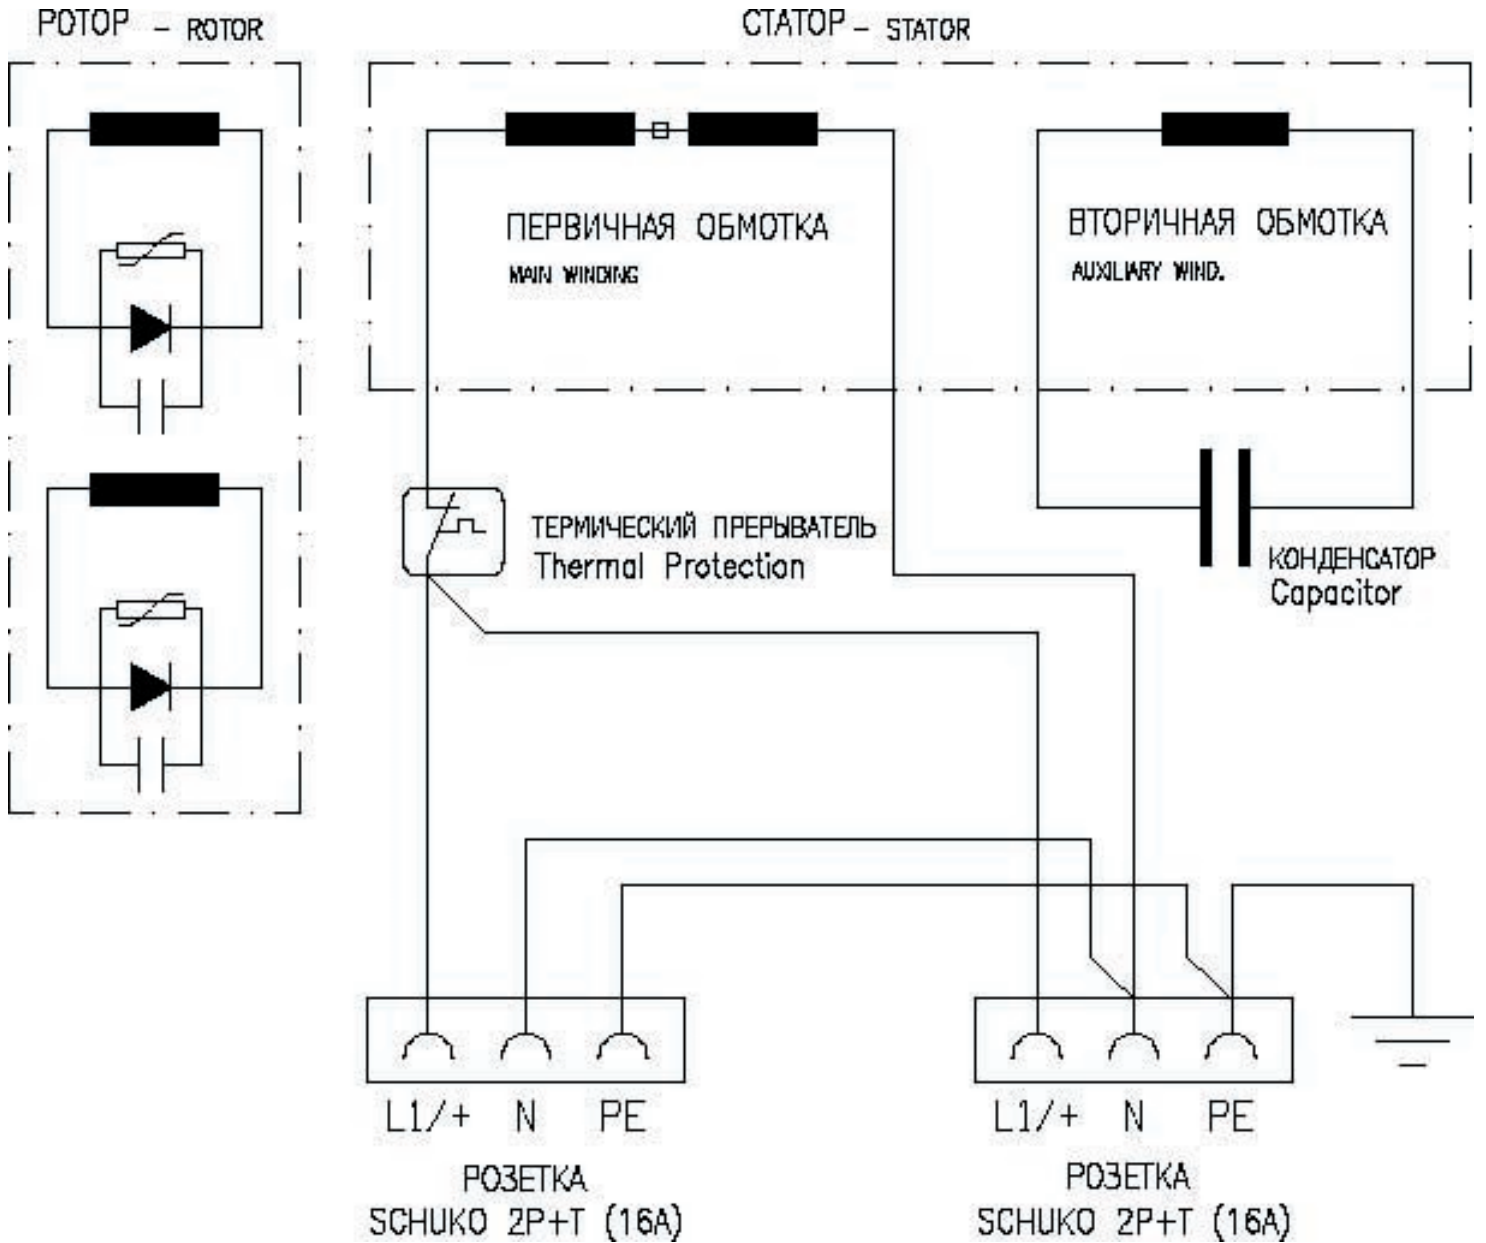 РОТОР – ROTOR
СТАТОР – STATOR
ПЕРВИЧНАЯ ОБМОТКА
MAIN WINDING
ВТОРИЧНАЯ ОБМОТКА
AUXILIARY WIND.
ТЕРМИЧЕСКИЙ ПРЕРЫВАТЕЛЬ
Thermal Protection
КОНДЕНСАТОР
Capacitor
L1/+ N PE
L1/+ N PE
РОЗЕТКА
SCHUKO 2P+T (16A)
РОЗЕТКА
SCHUKO 2P+T (16A)